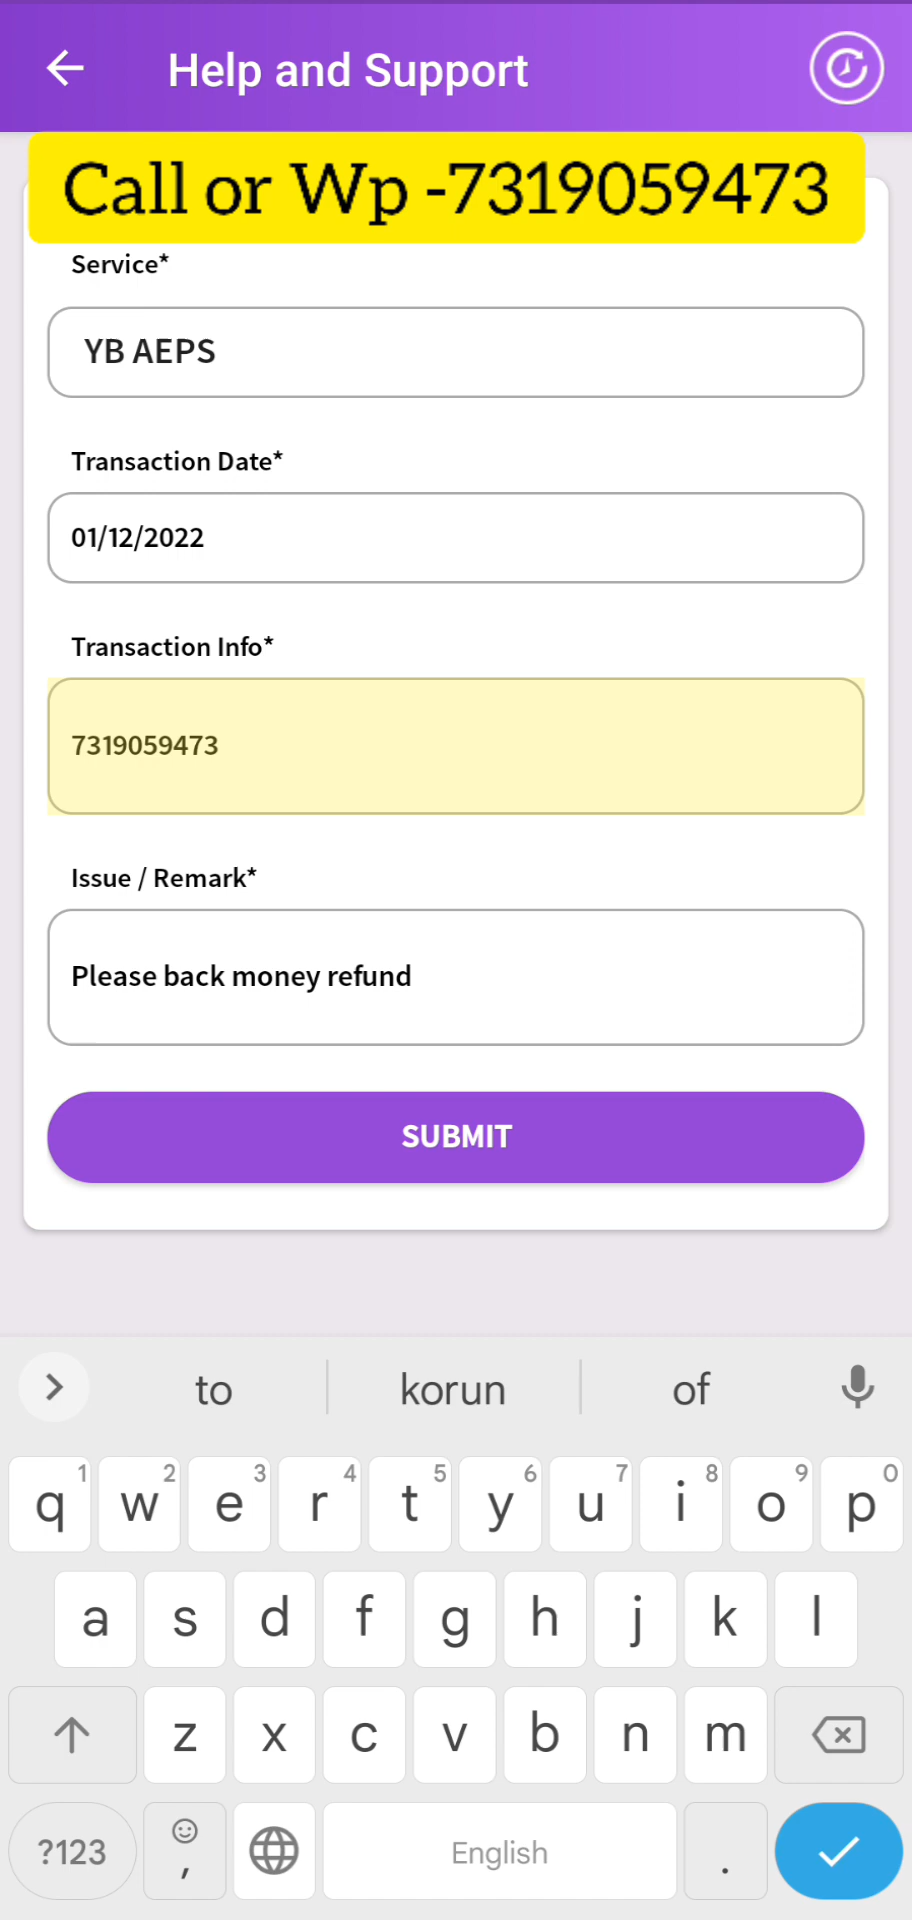 Help and Support
Call or Wp -7319059473
Service*
YB AEPS
Transaction Date*
01/12/2022
Transaction Info*
7319059473
Issue / Remark*
Please back money refund
SUBMIT
to korun of
1 2 3 4 5 6 7 8 9 0
q w e r t y u i o p
a s d f g h j k l
z x c v b n m
?123 , English .